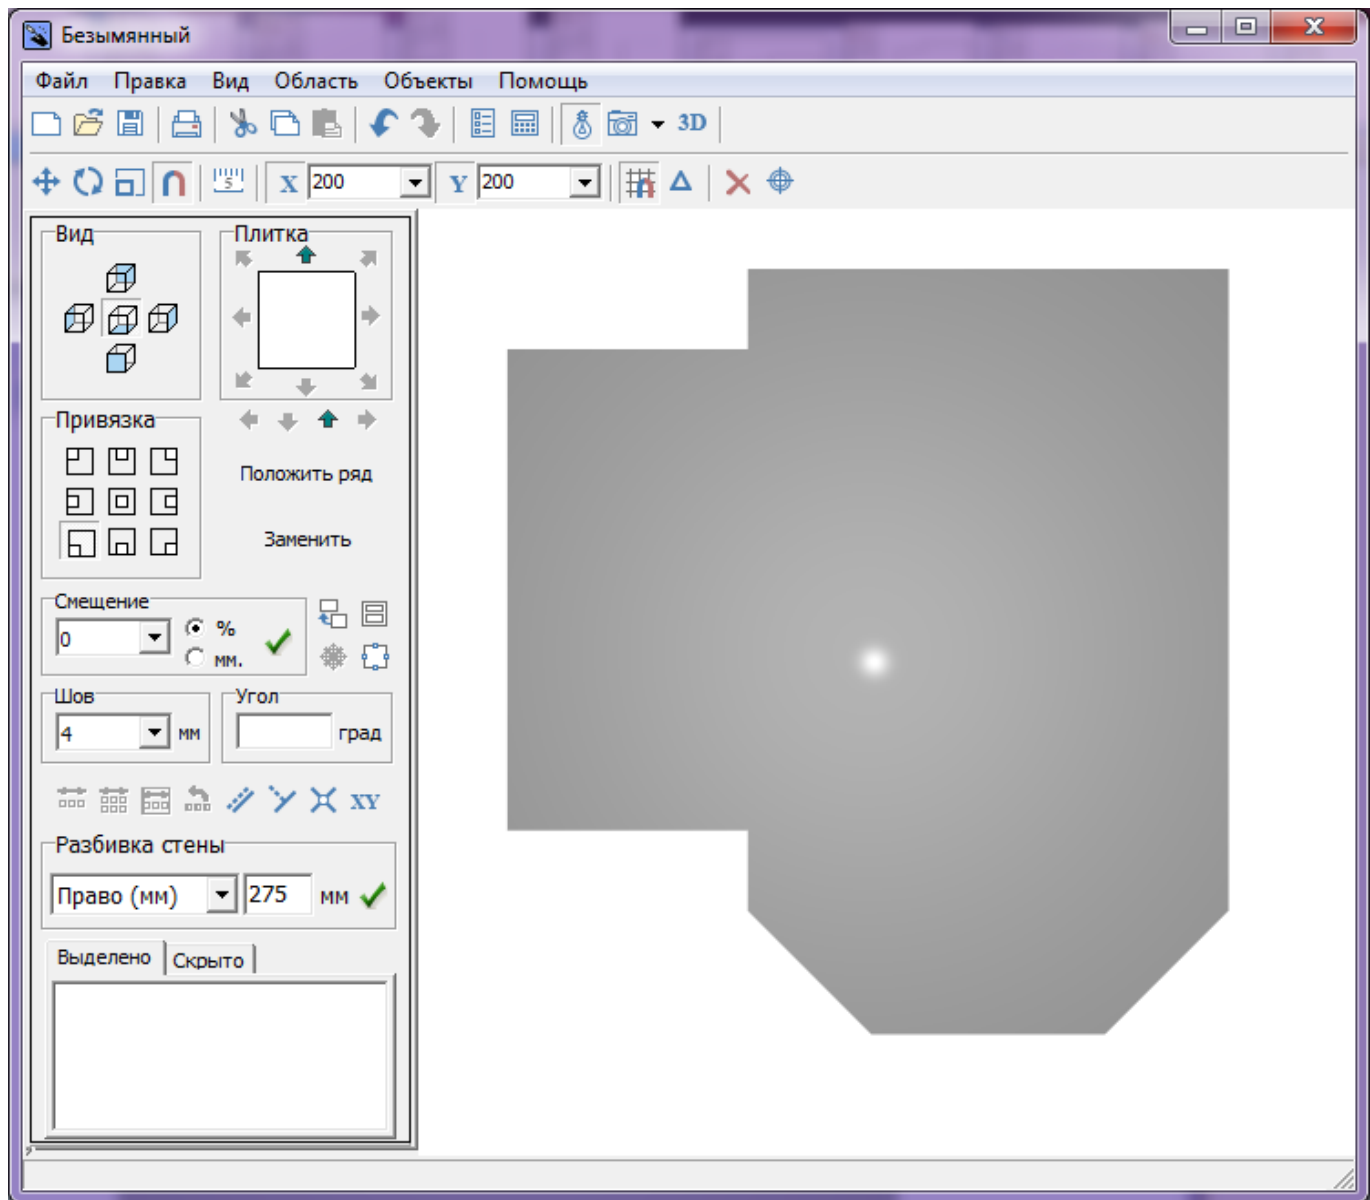 Безымянный
Файл Правка Вид Область Объекты Помощь
3D
5 X 200 Y 200
Вид Плитка
Привязка
Положить ряд
Заменить
Смещение
0 %
мм.
Шов Угол
4 мм град
XY
Разбивка стены
Право (мм) 275 мм
Выделено Скрыто